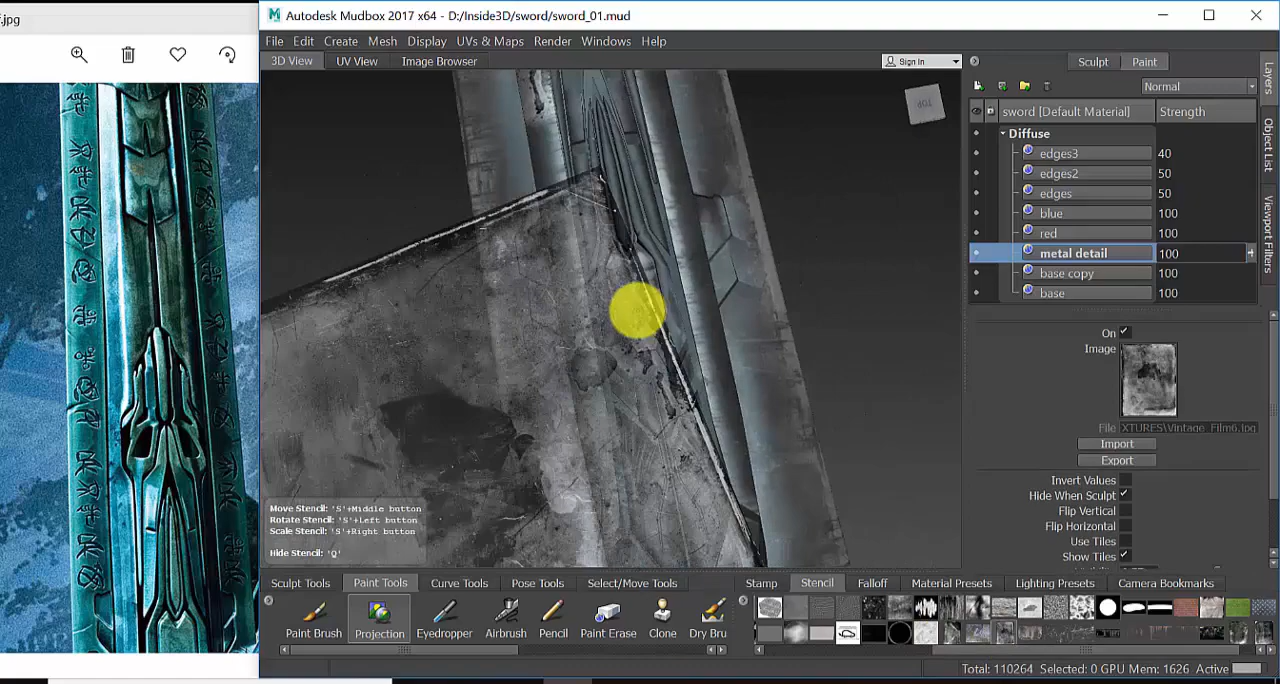 .jpg
Autodesk Mudbox 2017 x64 - D:/Inside3D/sword/sword_01.mud
File Edit Create Mesh Display UVs & Maps Render Windows Help
3D View UV View Image Browser Sign In Sculpt Paint
Normal
sword [Default Material] Strength
Diffuse
edges3 40
edges2 50
edges 50
blue 100
red 100
metal detail 100
base copy 100
base 100
Layers
Object List
Viewport Filters
TOP
On
Image
File XTURES\Vintage_Film6.jpg
Import
Export
Invert Values
Hide When Sculpt
Flip Vertical
Flip Horizontal
Use Tiles
Show Tiles
Move Stencil: 'S'+Middle button
Rotate Stencil: 'S'+Left button
Scale Stencil: 'S'+Right button
Hide Stencil: 'Q'
Sculpt Tools Paint Tools Curve Tools Pose Tools Select/Move Tools Stamp Stencil Falloff Material Presets Lighting Presets Camera Bookmarks
Paint Brush Projection Eyedropper Airbrush Pencil Paint Erase Clone Dry Bru
Total: 110264 Selected: 0 GPU Mem: 1626 Active